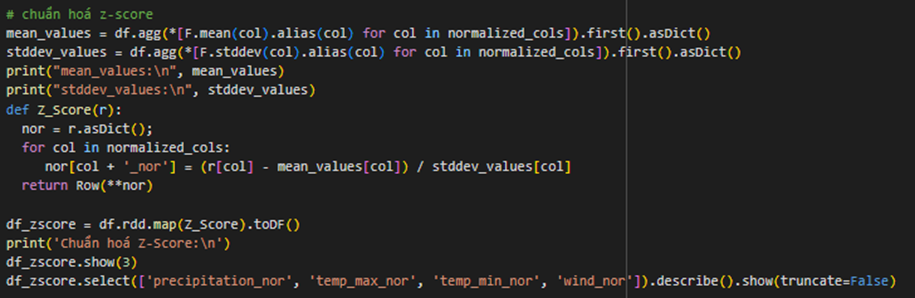 # chuẩn hoá z-score
mean_values = df.agg(*[F.mean(col).alias(col) for col in normalized_cols]).first().asDict()
stddev_values = df.agg(*[F.stddev(col).alias(col) for col in normalized_cols]).first().asDict()
print("mean_values:\n", mean_values)
print("stddev_values:\n", stddev_values)
def Z_Score(r):
  nor = r.asDict();
  for col in normalized_cols:
    nor[col + '_nor'] = (r[col] - mean_values[col]) / stddev_values[col]
  return Row(**nor)
df_zscore = df.rdd.map(Z_Score).toDF()
print('Chuẩn hoá Z-Score:\n')
df_zscore.show(3)
df_zscore.select(['precipitation_nor', 'temp_max_nor', 'temp_min_nor', 'wind_nor']).describe().show(truncate=False)